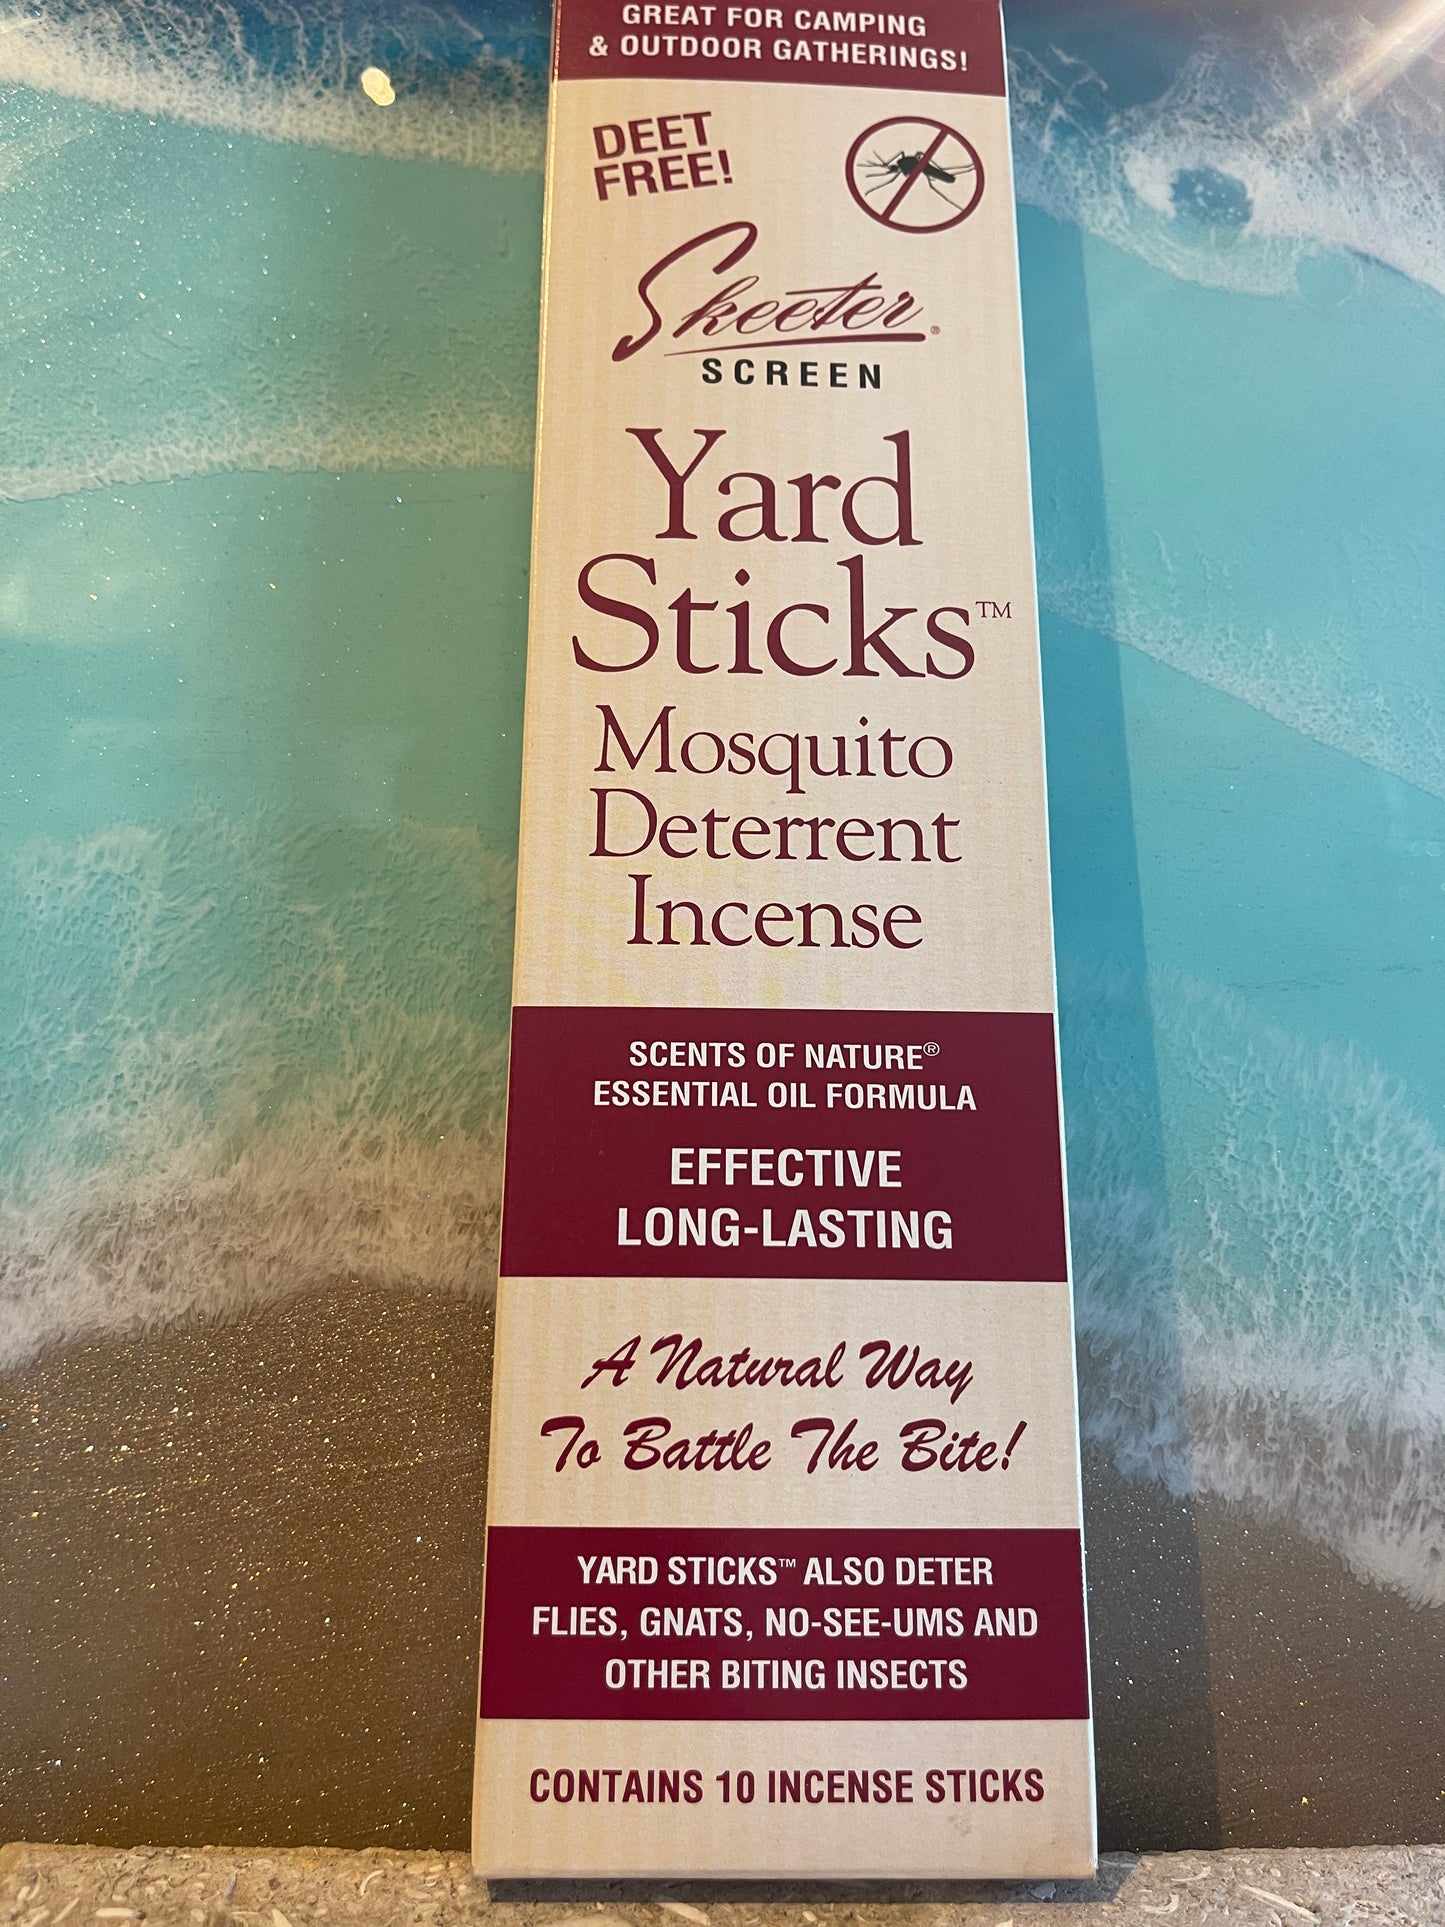 GREAT FOR CAMPING
& OUTDOOR GATHERINGS!
DEET
FREE!
Skeeter®
SCREEN
Yard
Sticks™
Mosquito
Deterrent
Incense
SCENTS OF NATURE®
ESSENTIAL OIL FORMULA
EFFECTIVE
LONG-LASTING
A Natural Way
To Battle The Bite!
YARD STICKS™ ALSO DETER
FLIES, GNATS, NO-SEE-UMS AND
OTHER BITING INSECTS
CONTAINS 10 INCENSE STICKS